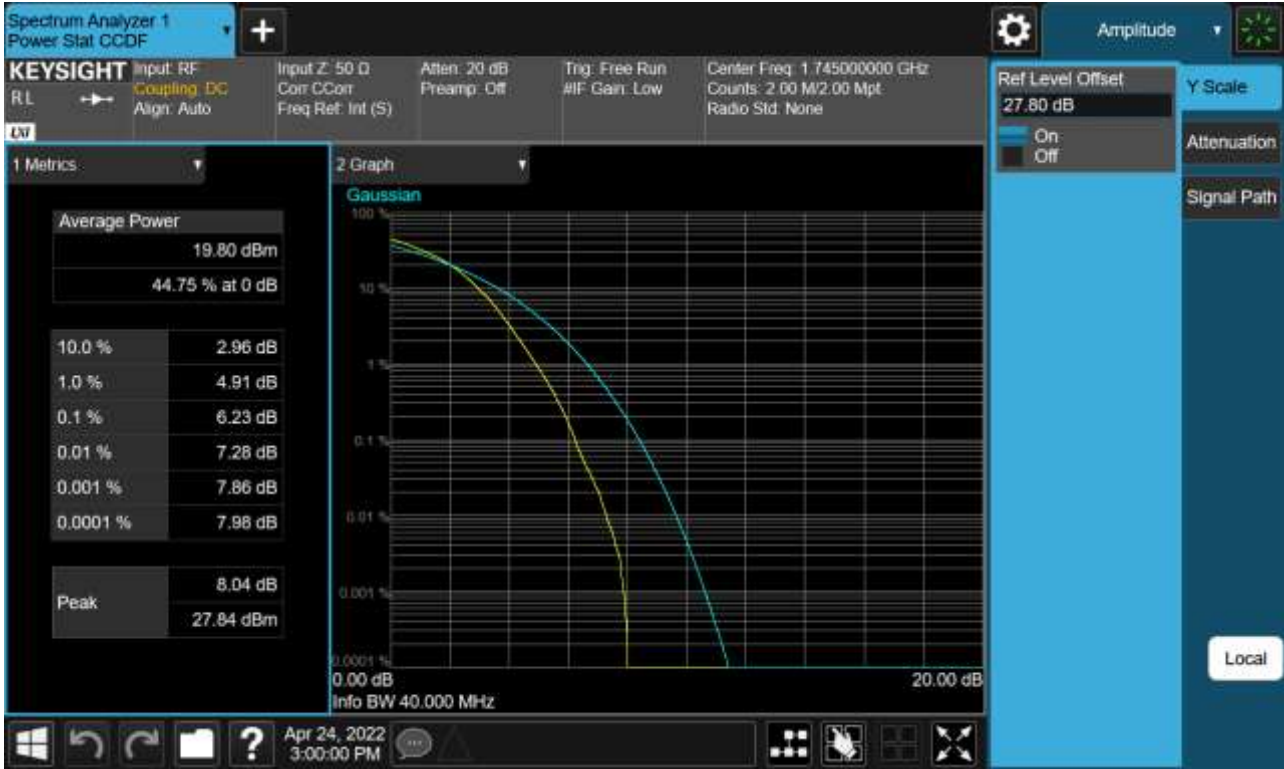 Spectrum Analyzer 1
Power Stat CCDF
Amplitude
KEYSIGHT
RL
LXI
Input: RF
Coupling: DC
Align: Auto
Input Z: 50 Ω
Corr CCorr
Freq Ref: Int (S)
Atten: 20 dB
Preamp: Off
Trig: Free Run
#IF Gain: Low
Center Freq: 1.745000000 GHz
Counts: 2.00 M/2.00 Mpt
Radio Std: None
Ref Level Offset
27.80 dB
On
Off
Y Scale
Attenuation
Signal Path
Local
1 Metrics
Average Power
19.80 dBm
44.75 % at 0 dB
10.0 % 2.96 dB
1.0 % 4.91 dB
0.1 % 6.23 dB
0.01 % 7.28 dB
0.001 % 7.86 dB
0.0001 % 7.98 dB
Peak
8.04 dB
27.84 dBm
2 Graph
Gaussian
100 %
10 %
1 %
0.1 %
0.01 %
0.001 %
0.0001 %
0.00 dB
20.00 dB
Info BW 40.000 MHz
?
Apr 24, 2022
3:00:00 PM